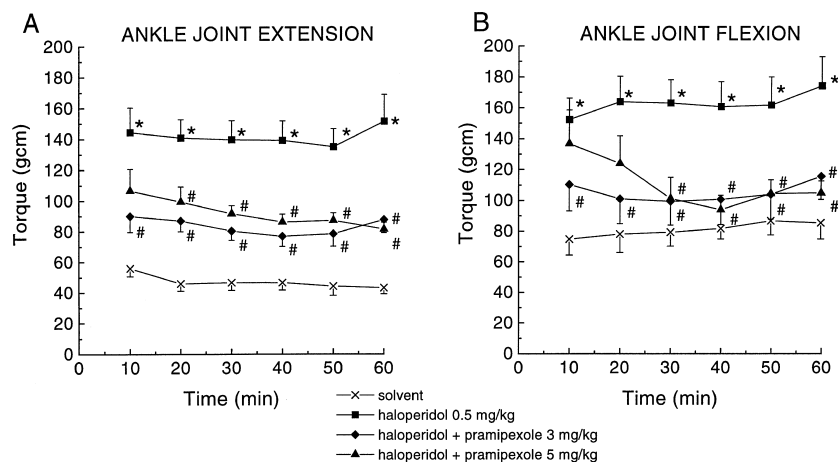 A
ANKLE JOINT EXTENSION
200
180
160
140
120
100
80
60
40
20
0
Torque (gcm)
* * * * * *
# # # # #
# # # # # #
0 10 20 30 40 50 60
Time (min)
B
ANKLE JOINT FLEXION
200
180
160
140
120
100
80
60
40
20
0
Torque (gcm)
* * * * * *
# # # #
# # # # # #
0 10 20 30 40 50 60
Time (min)
solvent
haloperidol 0.5 mg/kg
haloperidol + pramipexole 3 mg/kg
haloperidol + pramipexole 5 mg/kg